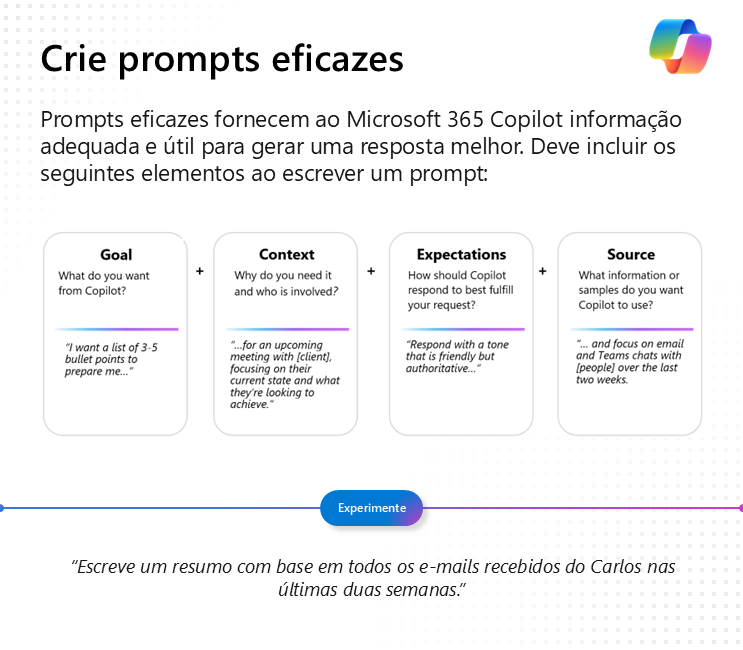 Crie prompts eficazes
Prompts eficazes fornecem ao Microsoft 365 Copilot informação
adequada e útil para gerar uma resposta melhor. Deve incluir os
seguintes elementos ao escrever um prompt:
Goal
What do you want
from Copilot?
"I want a list of 3-5
bullet points to
prepare me…"
+
Context
Why do you need it
and who is involved?
"…for an upcoming
meeting with [client],
focusing on their
current state and what
they're looking to
achieve."
+
Expectations
How should Copilot
respond to best fulfill
your request?
"Respond with a tone
that is friendly but
authoritative…"
+
Source
What information or
samples do you want
Copilot to use?
"… and focus on email
and Teams chats with
[people] over the last
two weeks.
Experimente
"Escreve um resumo com base em todos os e-mails recebidos do Carlos nas
últimas duas semanas."